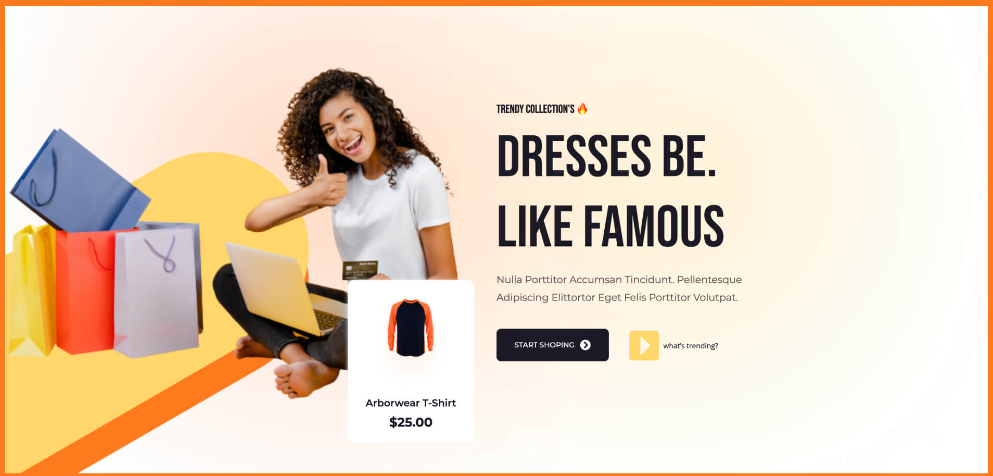 TRENDY COLLECTION'S 🔥
DRESSES BE.
LIKE FAMOUS
Nulla Porttitor Accumsan Tincidunt. Pellentesque
Adipiscing Elittortor Eget Felis Porttitor Volutpat.
START SHOPING
what's trending?
Arborwear T-Shirt
$25.00